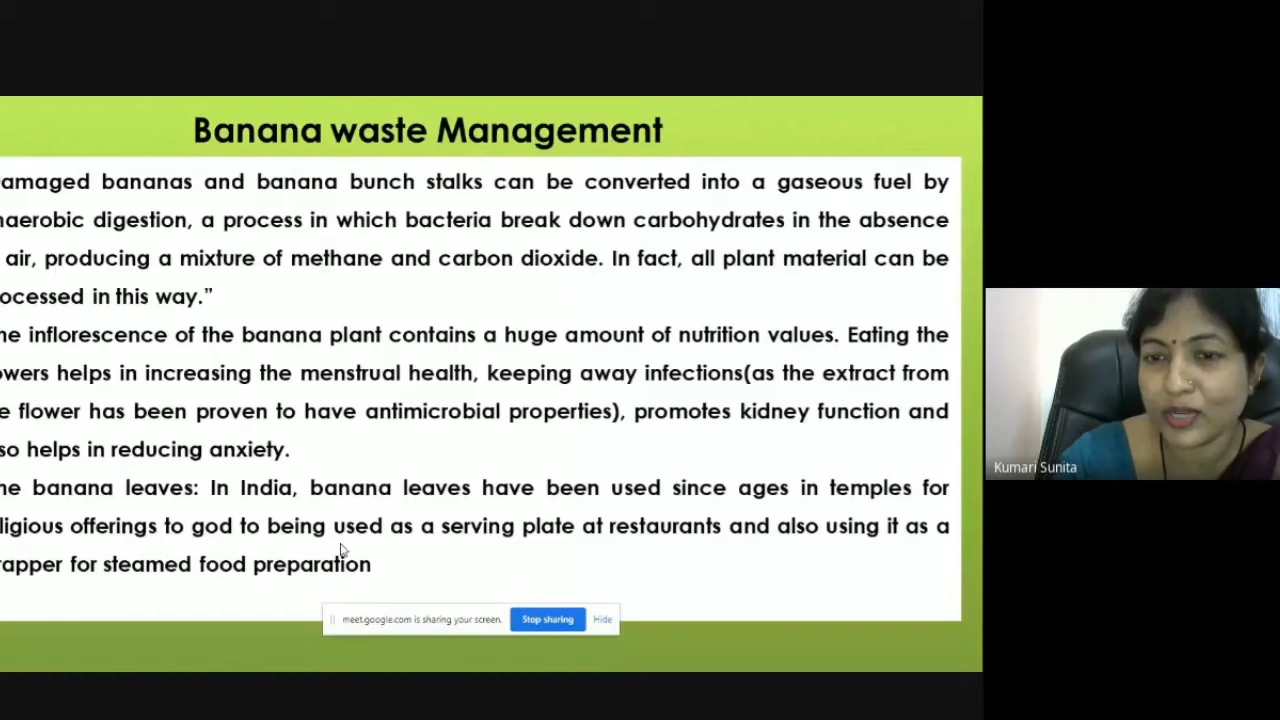 Banana waste Management
amaged bananas and banana bunch stalks can be converted into a gaseous fuel by
naerobic digestion, a process in which bacteria break down carbohydrates in the absence
air, producing a mixture of methane and carbon dioxide. In fact, all plant material can be
ocessed in this way.”
he inflorescence of the banana plant contains a huge amount of nutrition values. Eating the
owers helps in increasing the menstrual health, keeping away infections(as the extract from
e flower has been proven to have antimicrobial properties), promotes kidney function and
so helps in reducing anxiety.
he banana leaves: In India, banana leaves have been used since ages in temples for
ligious offerings to god to being used as a serving plate at restaurants and also using it as a
rapper for steamed food preparation
meet.google.com is sharing your screen.
Stop sharing
Hide
Kumari Sunita